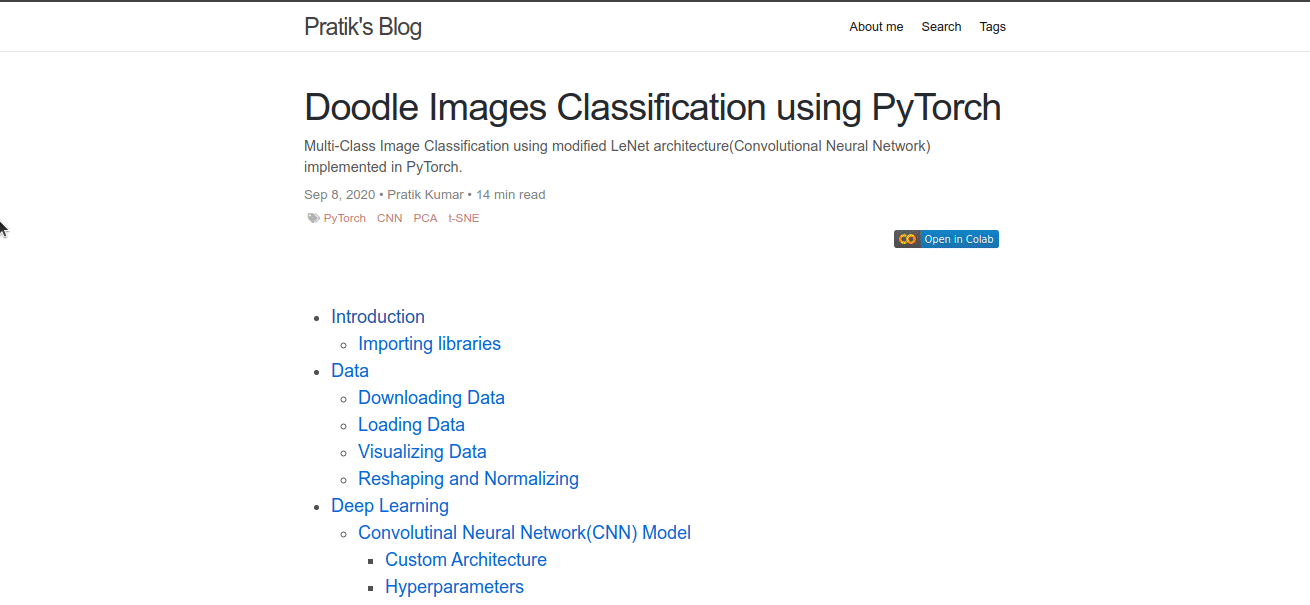 Pratik's Blog
About me Search Tags
Doodle Images Classification using PyTorch
Multi-Class Image Classification using modified LeNet architecture(Convolutional Neural Network)
implemented in PyTorch.
Sep 8, 2020 • Pratik Kumar • 14 min read
PyTorch CNN PCA t-SNE
Open in Colab
Introduction
Importing libraries
Data
Downloading Data
Loading Data
Visualizing Data
Reshaping and Normalizing
Deep Learning
Convolutinal Neural Network(CNN) Model
Custom Architecture
Hyperparameters